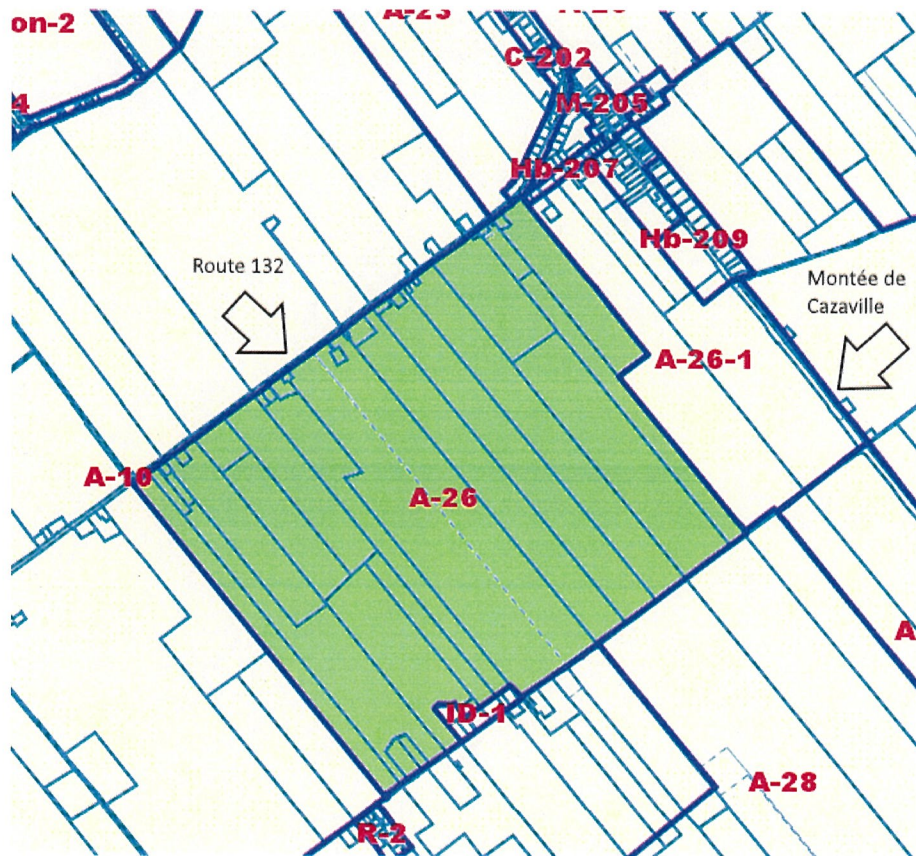 on-2
A-23
C-202
4
M-205
Hb-207
Hb-209
Route 132
Montée de
Cazaville
A-26-1
A-10
A-26
A
ID-1
A-28
R-2